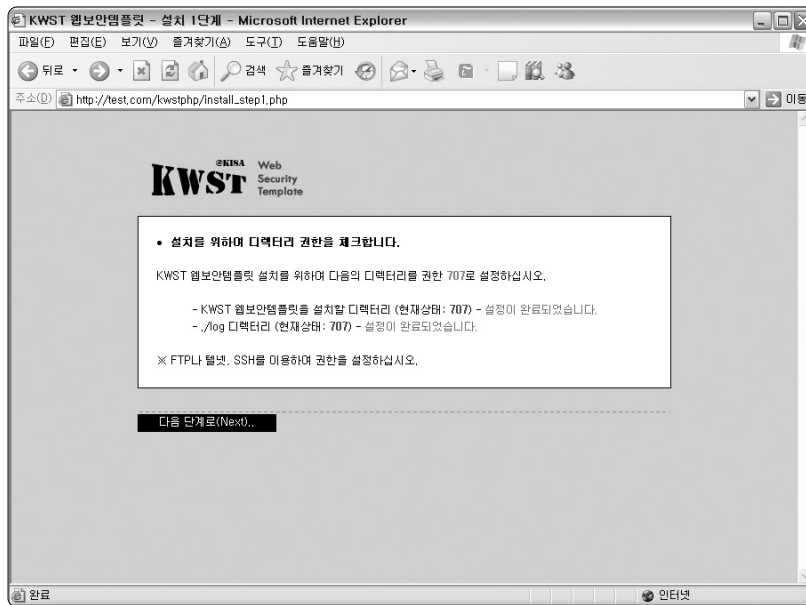 KWST 웹보안템플릿 - 설치 1단계 - Microsoft Internet Explorer
파일(F) 편집(E) 보기(V) 즐겨찾기(A) 도구(T) 도움말(H)
뒤로 검색 즐겨찾기
주소(D) http://test.com/kwstphp/install_step1.php 이동
@KISA
KWST Web Security Template
• 설치를 위하여 디랙터리 권한을 체크합니다.
KWST 웹보안템플릿 설치를 위하여 다음의 디랙터리를 권한 707로 설정하십시오.
- KWST 웹보안템플릿을 설치할 디랙터리 (현재상태: 707) - 설정이 완료되었습니다.
- ./log 디랙터리 (현재상태: 707) - 설정이 완료되었습니다.
※ FTP나 텔넷, SSH를 이용하여 권한을 설정하십시오.
다음 단계로(Next)..
완료 인터넷